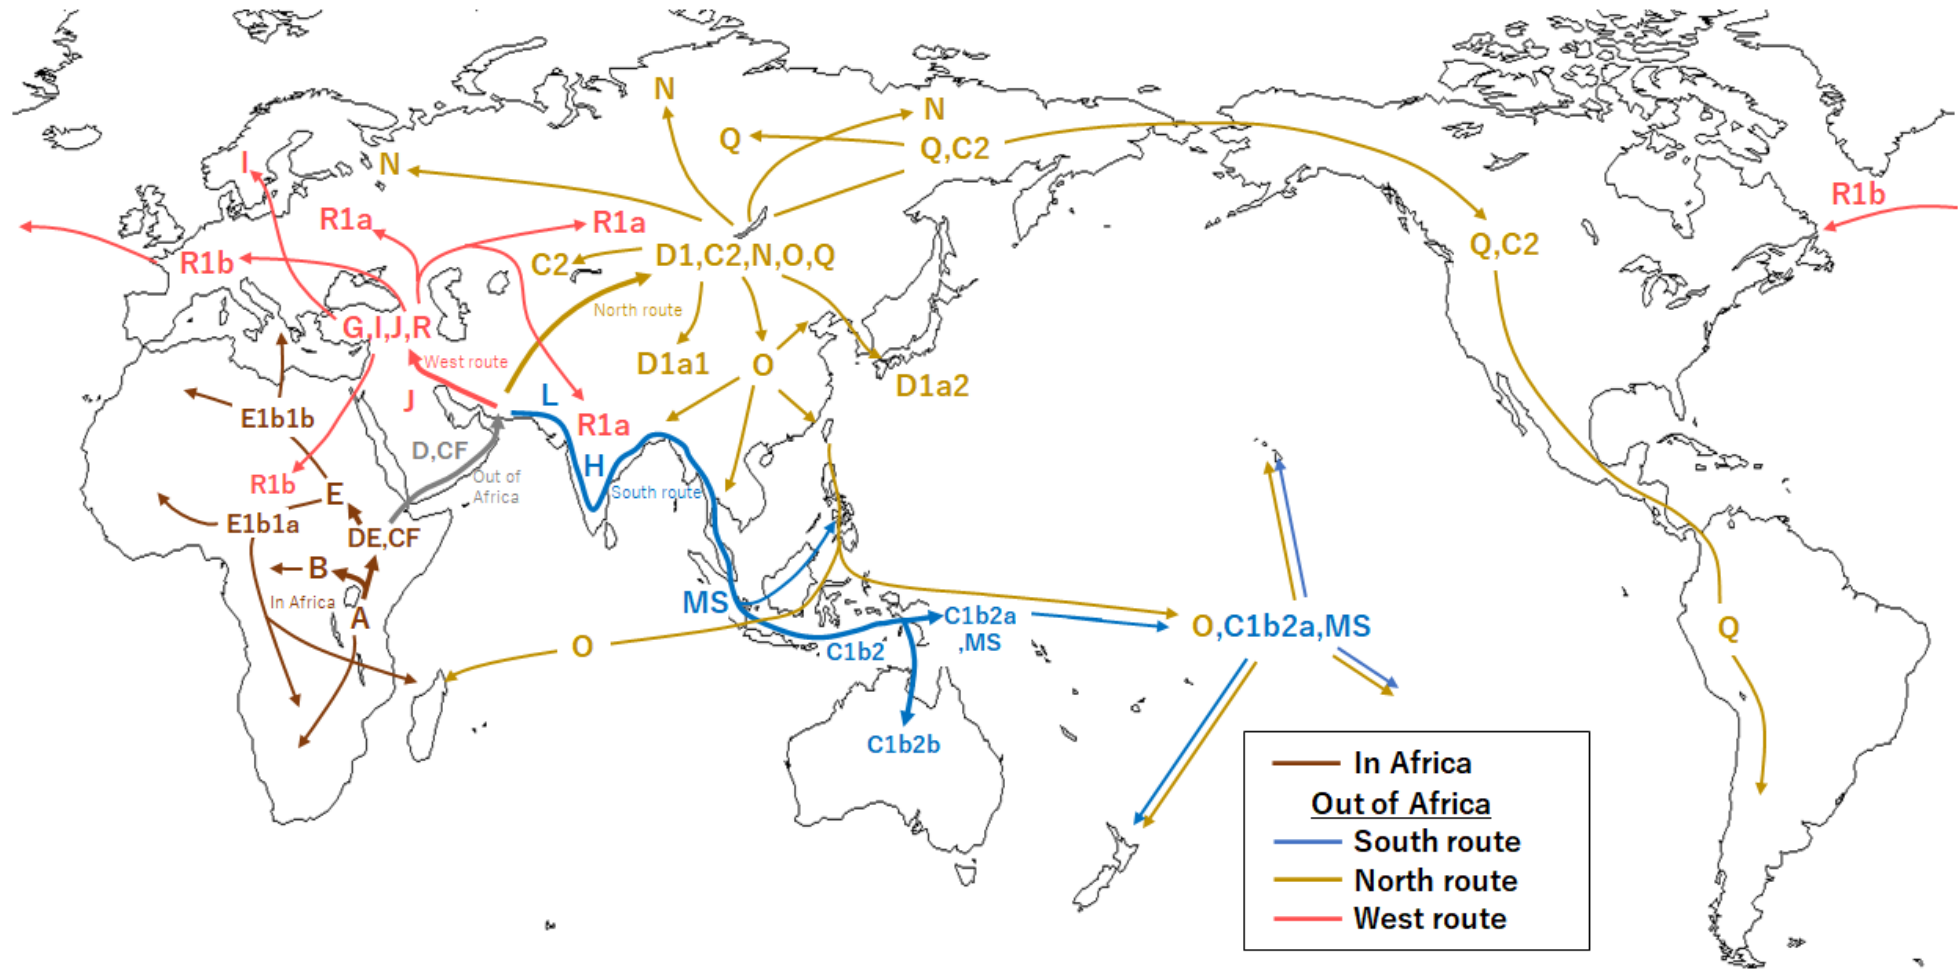 N
N
Q
Q,C2
I
N
R1b
R1a
R1a
R1b
C2
D1,C2,N,O,Q
Q,C2
North route
G,I,J,R
West route
D1a1
O
D1a2
J
L
E1b1b
R1a
D,CF
H
Out of
Africa
South route
R1b
E
E1b1a
DE,CF
B
In Africa
A
MS
C1b2a
,MS
O,C1b2a,MS
Q
O
C1b2
C1b2b
In Africa
Out of Africa
South route
North route
West route